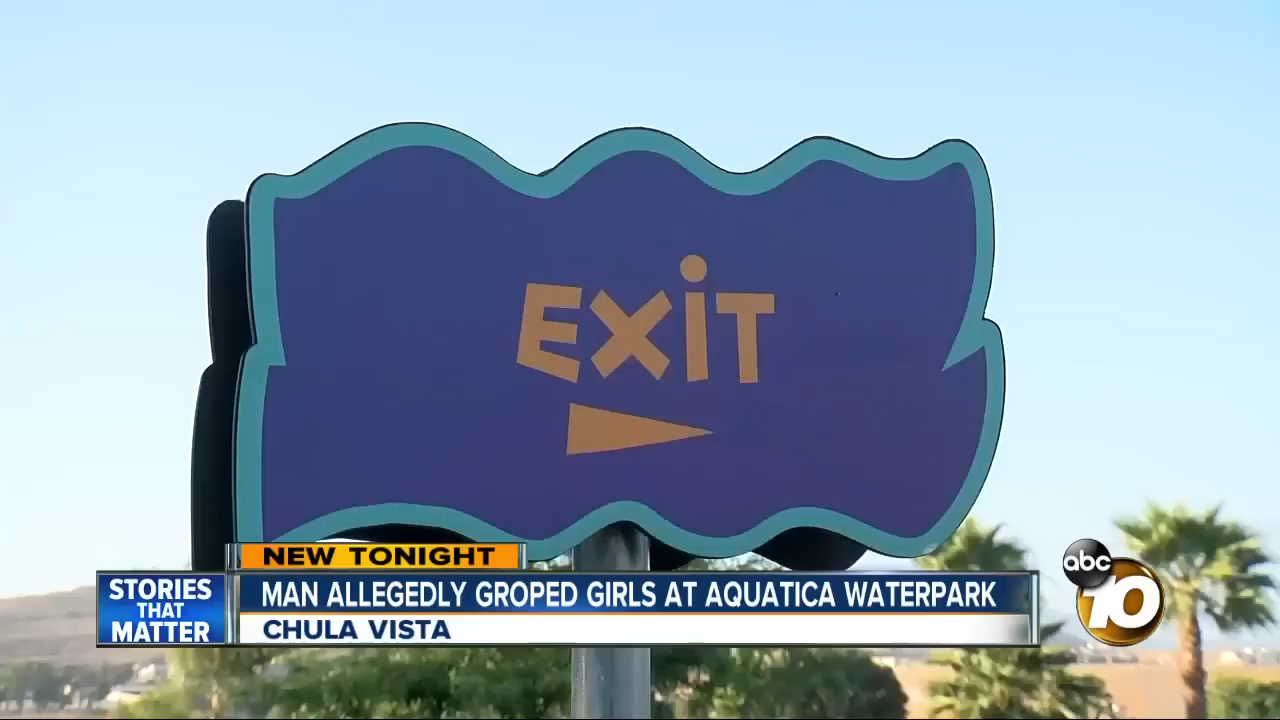 EXiT
NEW TONIGHT
STORIES
THAT
MATTER
MAN ALLEGEDLY GROPED GIRLS AT AQUATICA WATERPARK
CHULA VISTA
abc
10